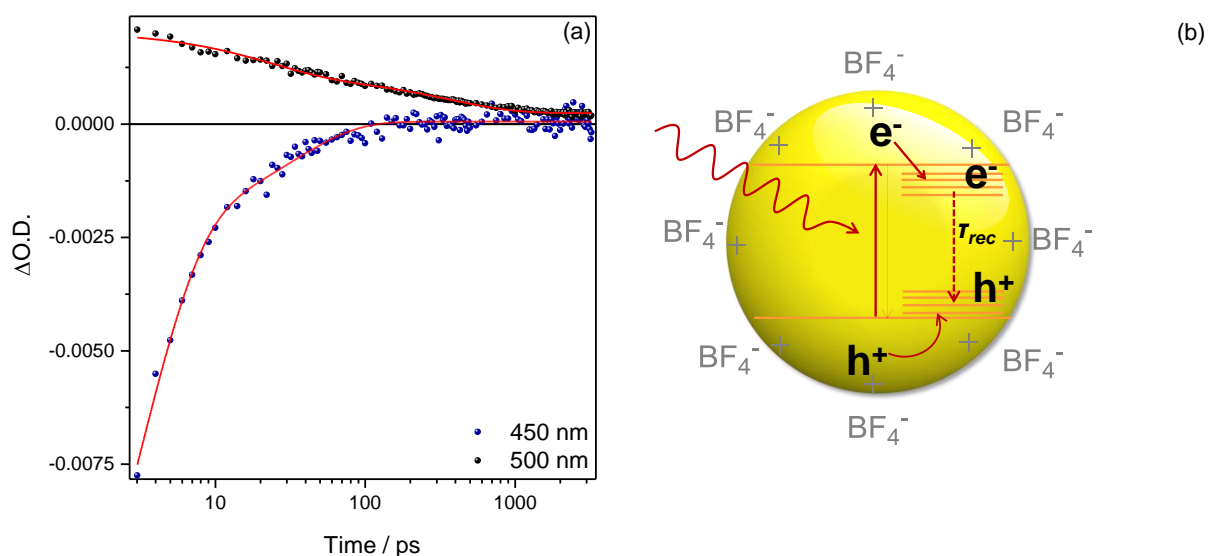 (a)
0.0000
-0.0025
-0.0050
-0.0075
ΔO.D.
10
100
1000
Time / ps
450 nm
500 nm
(b)
BF₄⁻
BF₄⁻
BF₄⁻
BF₄⁻
BF₄⁻
BF₄⁻
BF₄⁻
BF₄⁻
+
+
+
+
+
+
+
+
e⁻
e⁻
τrec
h⁺
h⁺